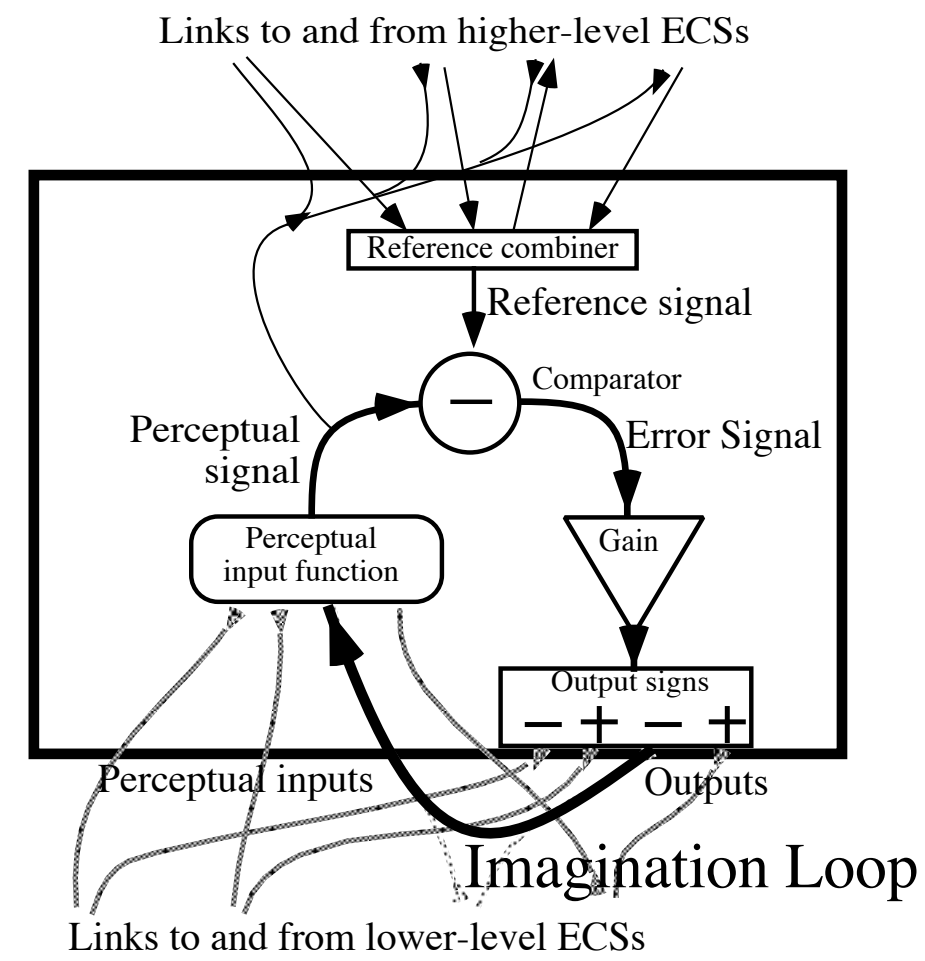 Links to and from higher-level ECSs
Reference combiner
Reference signal
Comparator
—
Perceptual
signal
Error Signal
Perceptual
input function
Gain
Output signs
— + — +
Perceptual inputs
Outputs
Imagination Loop
Links to and from lower-level ECSs